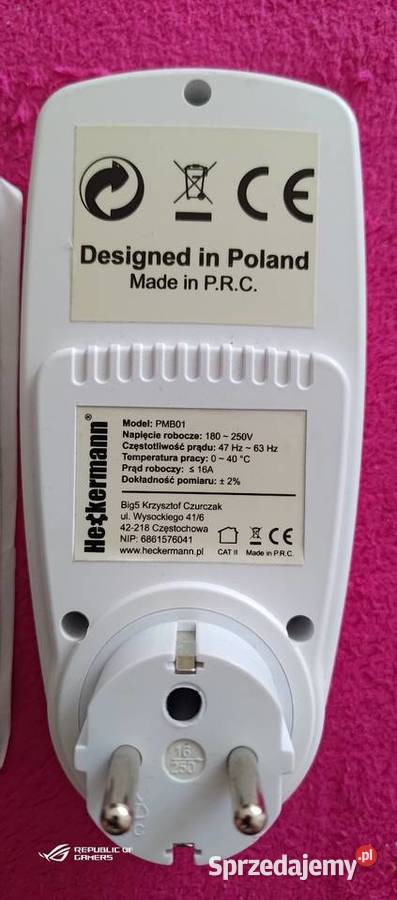 CE
Designed in Poland
Made in P.R.C.
Heckermann®
Model: PMB01
Napięcie robocze: 180 ~ 250V
Częstotliwość prądu: 47 Hz ~ 63 Hz
Temperatura pracy: 0 ~ 40 °C
Prąd roboczy: ≤ 16A
Dokładność pomiaru: ± 2%
Big5 Krzysztof Czurczak
ul. Wysockiego 41/6
42-218 Częstochowa
NIP: 6861576041
www.heckermann.pl
CE
CAT II Made in P.R.C.
16
250
REPUBLIC OF
GAMERS
Sprzedajemy.pl